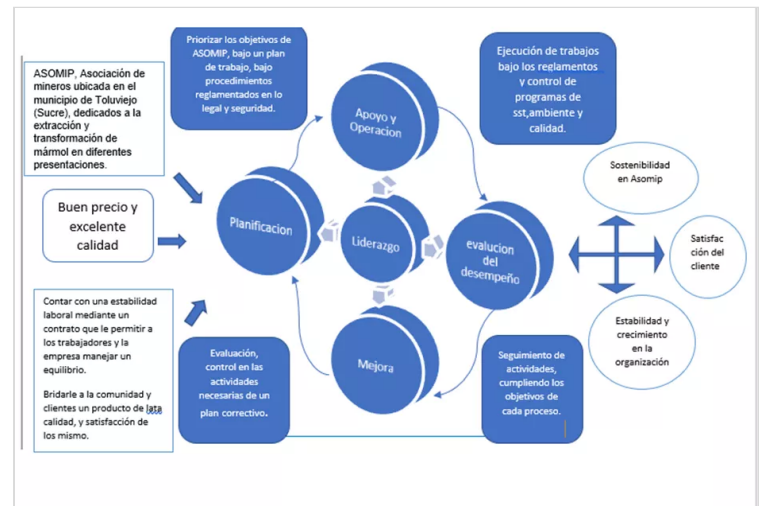 Priorizar los objetivos de
ASOMIP, bajo un plan
de trabajo, bajo
procedimientos
reglamentados en lo
legal y seguridad.
Ejecución de trabajos
bajo los reglamentos
y control de
programas de
sst,ambiente y
calidad.
ASOMIP, Asociación de
mineros ubicada en el
municipio de Toluviejo
(Sucre), dedicados a la
extracción y
transformación de
mármol en diferentes
presentaciones.
Apoyo y
Operacion
Sostenibilidad
en Asomip
Buen precio y
excelente
calidad
Planificacion
Liderazgo
evalucion
del
desempeño
Satisfac
ción del
cliente
Contar con una estabilidad
laboral mediante un
contrato que le permitir a
los trabajadores y la
empresa manejar un
equilibrio.
Bridarle a la comunidad y
clientes un producto de lata
calidad, y satisfacción de
los mismo.
Estabilidad y
crecimiento
en la
organización
Evaluación,
control en las
actividades
necesarias de un
plan correctivo.
Mejora
Seguimiento de
actividades,
cumpliendo los
objetivos de
cada proceso.